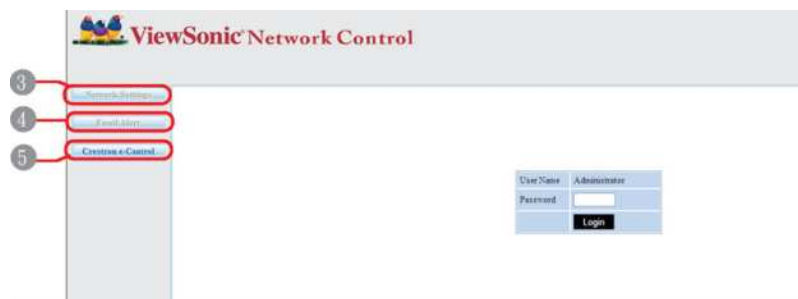 ViewSonic® Network Control
3
Network Settings
4
Email Alert
5
Crestron e-Control
User Name Administrator
Password
Login